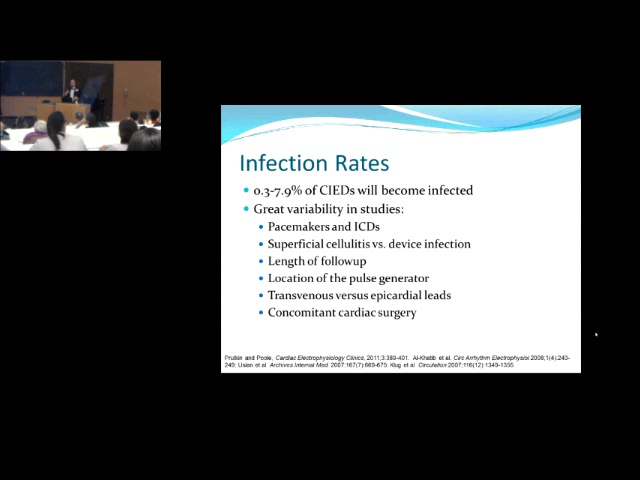 Infection Rates
0.3-7.9% of CIEDs will become infected
Great variability in studies:
Pacemakers and ICDs
Superficial cellulitis vs. device infection
Length of followup
Location of the pulse generator
Transvenous versus epicardial leads
Concomitant cardiac surgery
Prutkin and Poole, Cardiac Electrophysiology Clinics, 2011;3:389-401. Al-Khatib et al. Circ Arrhythm Electrophysiol 2008;1(4):240-
249; Uslan et al. Archives Internal Med. 2007;167(7):669-675; Klug et al. Circulation 2007;116(12):1349-1355